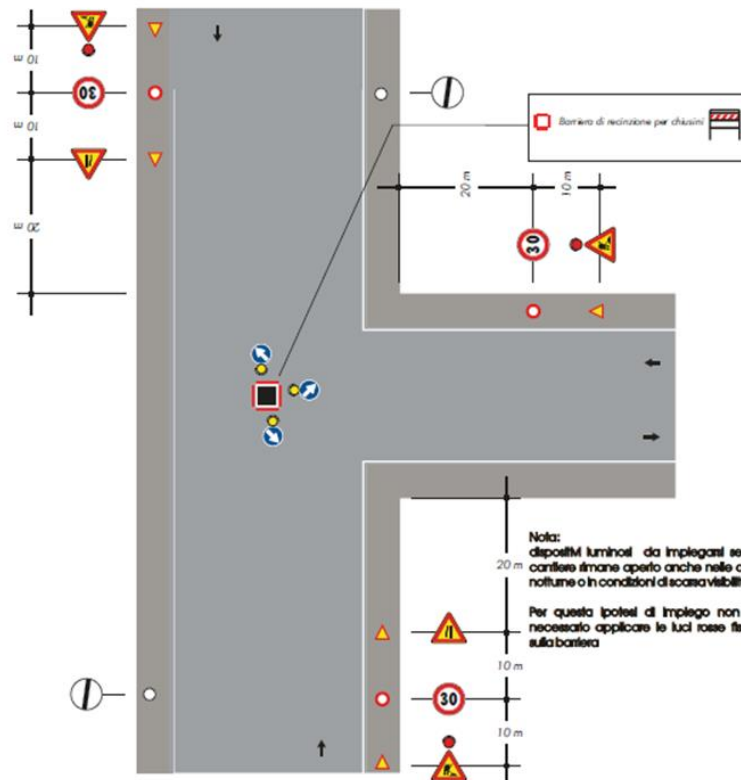 10 m
30
10 m
20 m
Barriera di recinzione per chiusini
20 m
10 m
30
Nota:
dispositivi luminosi da impiegarsi se
20 m
cantiere rimane aperto anche nelle
notturne o in condizioni di scarsa
Per questa ipotesi di impiego non
necessario applicare le luci rosse
sulla barriera
10 m
30
10 m